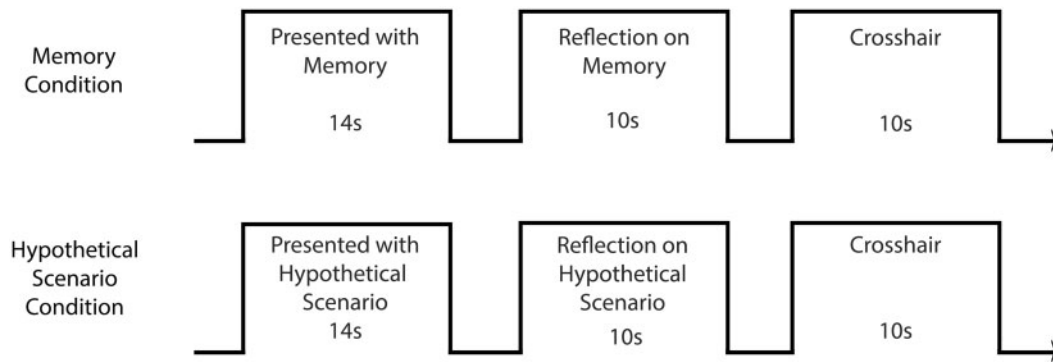 Memory
Condition
Presented with
Memory
14s
Reflection on
Memory
10s
Crosshair
10s
Hypothetical
Scenario
Condition
Presented with
Hypothetical
Scenario
14s
Reflection on
Hypothetical
Scenario
10s
Crosshair
10s